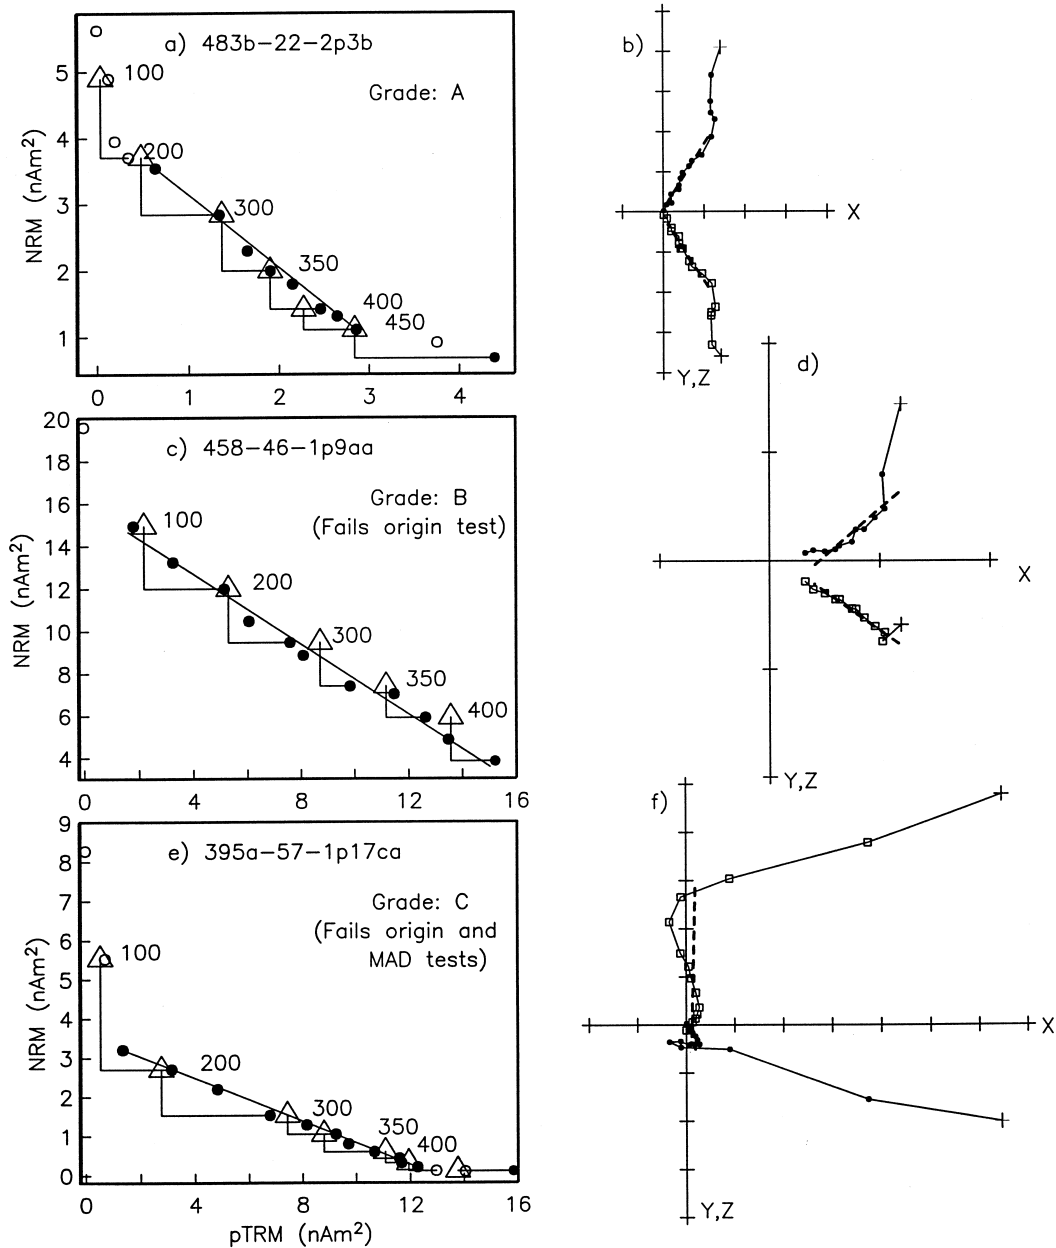 a) 483b-22-2p3b
Grade: A
100
200
300
350
400
450
5
4
3
2
1
NRM (nAm²)
0 1 2 3 4
b)
X
Y,Z
c) 458-46-1p9aa
Grade: B
(Fails origin test)
100
200
300
350
400
20
18
16
14
12
10
8
6
4
NRM (nAm²)
0 4 8 12 16
d)
X
Y,Z
e) 395a-57-1p17ca
Grade: C
(Fails origin and
MAD tests)
100
200
300
350
400
9
8
7
6
5
4
3
2
1
0
NRM (nAm²)
0 4 8 12 16
pTRM (nAm²)
f)
X
Y,Z